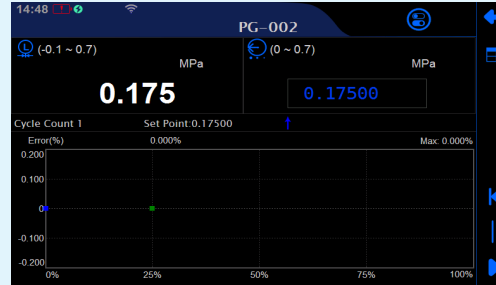 14:48
PG-002
(-0.1 ~ 0.7)
MPa
(0 ~ 0.7)
MPa
0.175
0.17500
Cycle Count 1
Set Point:0.17500
Error(%)
0.000%
Max: 0.000%
0.200
0.100
0
-0.100
-0.200
0%
25%
50%
75%
100%